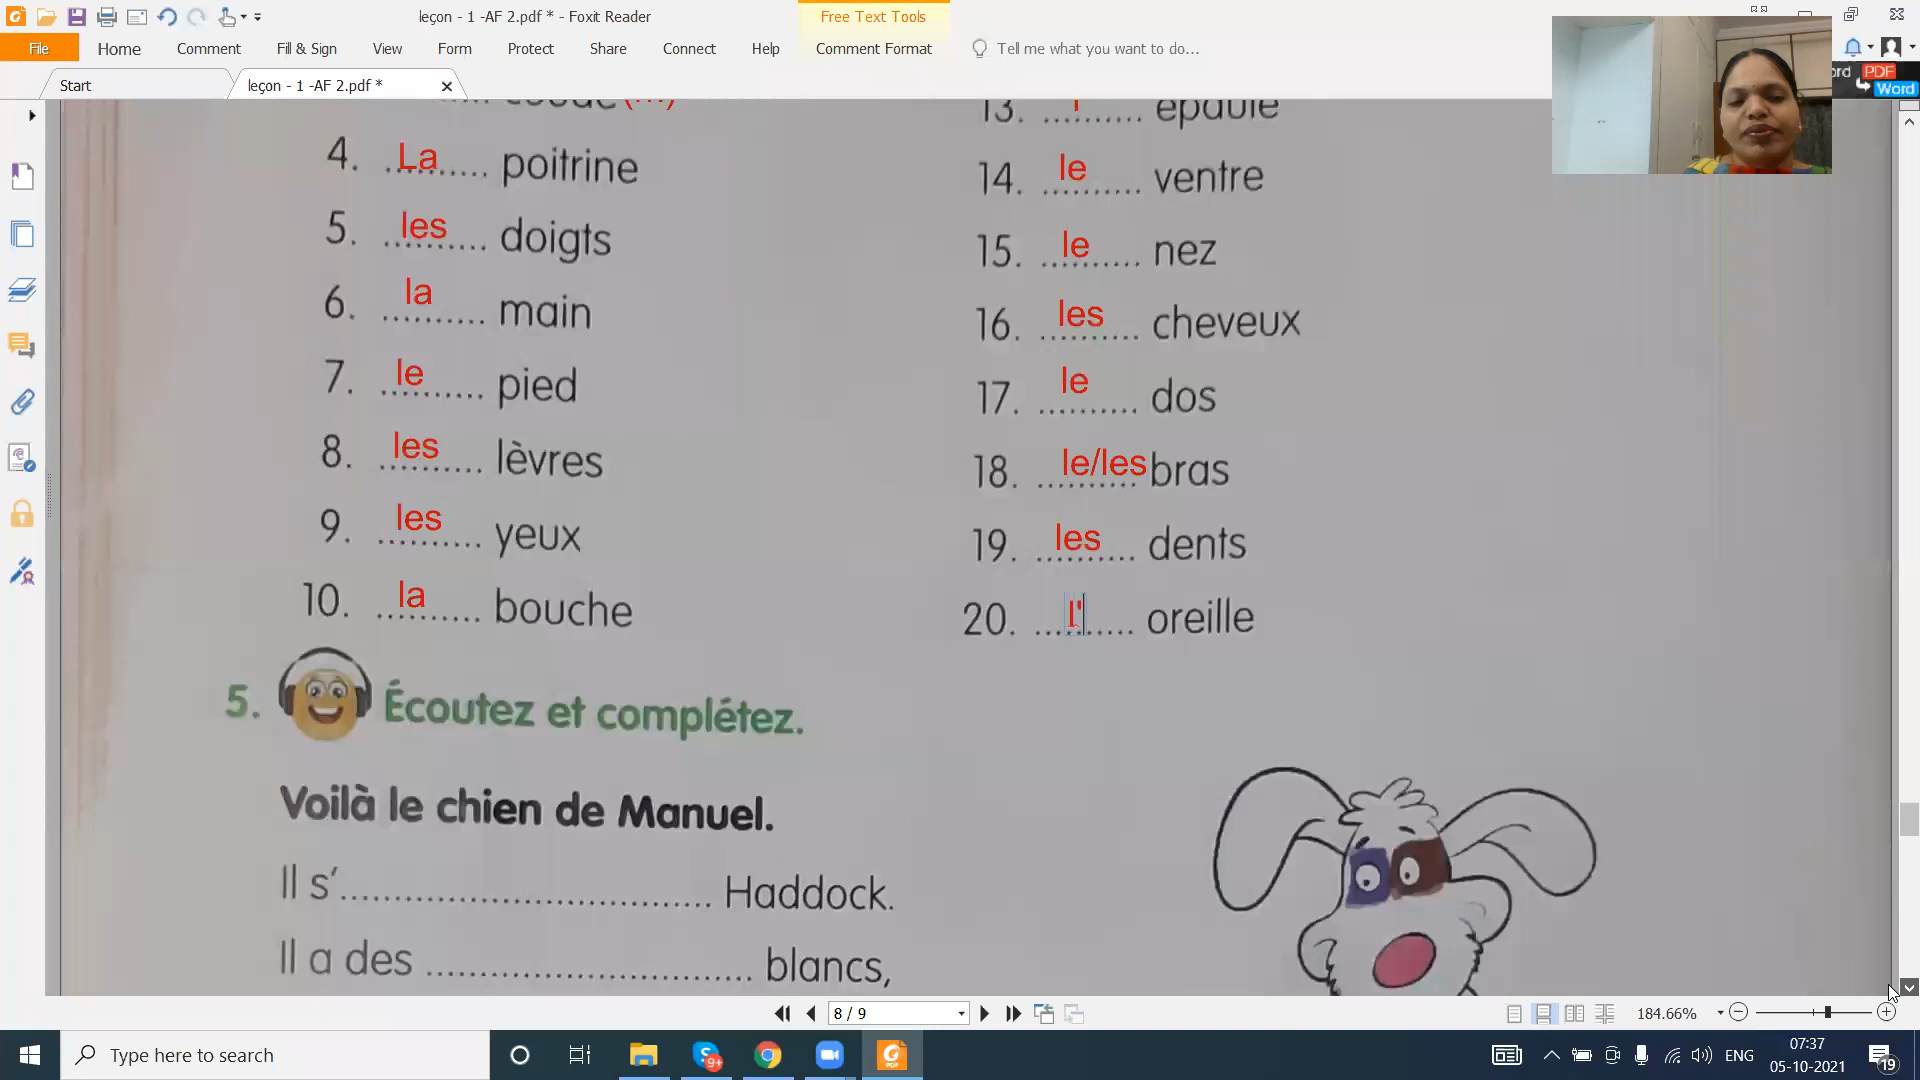 leçon - 1 -AF 2.pdf * - Foxit Reader
Free Text Tools
File Home Comment Fill & Sign View Form Protect Share Connect Help Comment Format Tell me what you want to do...
PDF
Word
Start
leçon - 1 -AF 2.pdf *
coude (m)
4. La poitrine
5. les doigts
6. la main
7. le pied
8. les lèvres
9. les yeux
10. la bouche
13. l' épaule
14. le ventre
15. le nez
16. les cheveux
17. le dos
18. le/les bras
19. les dents
20. l' oreille
5. Écoutez et complétez.
Voilà le chien de Manuel.
Il s'.................................. Haddock.
Il a des ............................... blancs,
8 / 9
184.66%
Type here to search
9+
ENG
07:37
05-10-2021
19